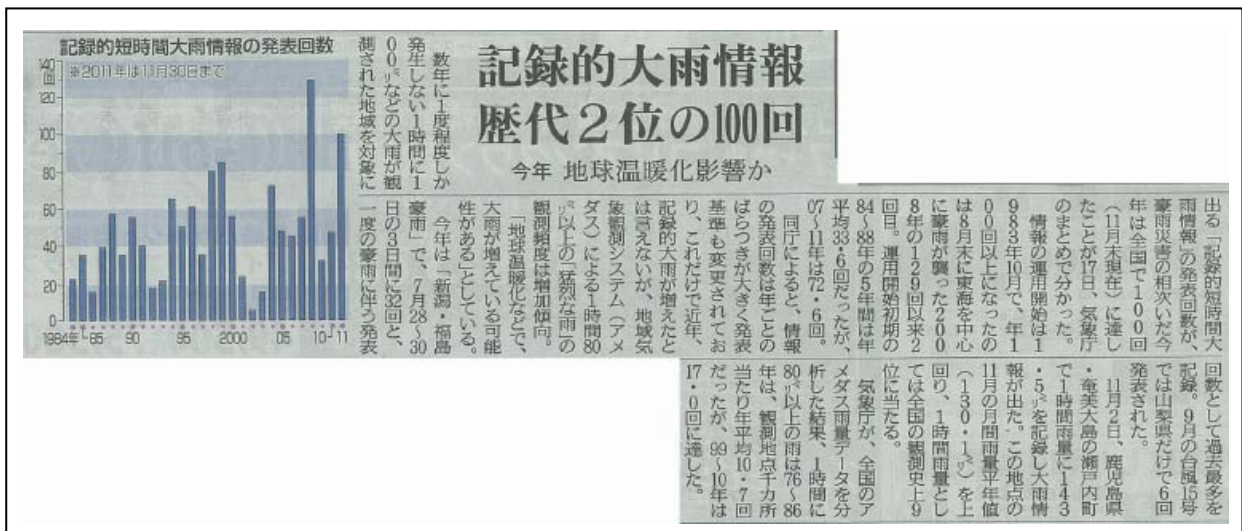 記録的短時間大雨情報の発表回数
※2011年は11月30日まで
140
回
120
100
80
60
40
20
0
1984年 85 90 95 2000 05 10 11
記録的大雨情報
歴代2位の100回
今年 地球温暖化影響か
数年に1度程度しか
発生しない1時間に1
00㍉などの大雨が観
測された地域を対象に
出る「記録的短時間大
雨情報」の発表回数が、
豪雨災害の相次いだ今
年は全国で100回
(11月末現在)に達し
たことが17日、気象庁
のまとめで分かった。
情報の運用開始は1
983年10月で、年1
00回以上になったの
は8月末に東海を中心
に豪雨が襲った200
8年の129回以来2
回目。運用開始初期の
84~88年の5年間は年
平均33・6回だったが、
07~11年は72・6回。
同庁によると、情報
の発表回数は年ごとの
ばらつきが大きく発表
基準も変更されてお
り、これだけで近年、
記録的大雨が増えたと
は言えないが、地域気
象観測システム(アメ
ダス)による1時間80
㍉以上の「猛烈な雨」の
観測頻度は増加傾向。
「地球温暖化などで、
大雨が増えている可能
性がある」としている。
今年は「新潟・福島
豪雨」で、7月28~30
日の3日間に32回と、
一度の豪雨に伴う発表
回数として過去最多を
記録。9月の台風15号
では山梨県だけで6回
発表された。
11月2日、鹿児島県
・奄美大島の瀬戸内町
で1時間雨量に143
・5㍉を記録し大雨情
報が出た。この地点の
11月の月間雨量平年値
(130・1㍉)を上
回り、1時間雨量とし
ては全国の観測史上9
位に当たる。
気象庁が、全国のア
メダス雨量データを分
析した結果、1時間に
80㍉以上の雨は76~86
年は、観測地点千カ所
当たり年平均10・7回
だったが、99~10年は
17・0回に達した。